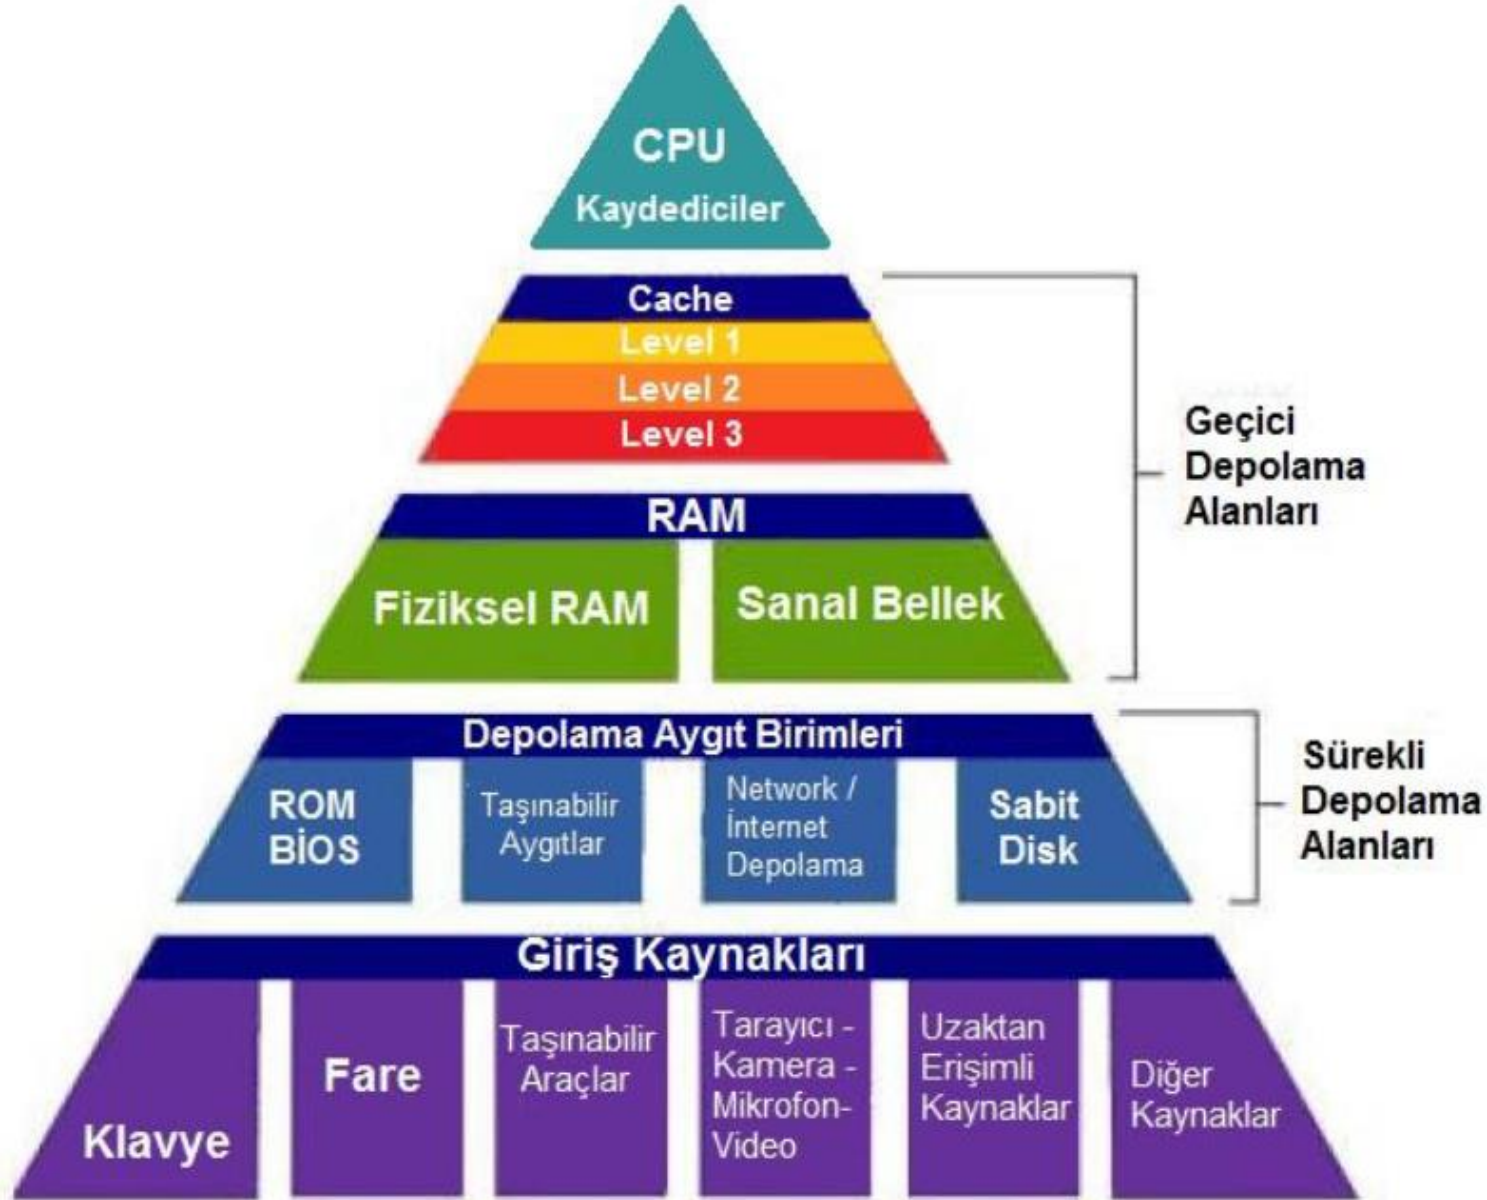 CPU
Kaydediciler
Cache
Level 1
Level 2
Level 3
Geçici
Depolama
Alanları
RAM
Fiziksel RAM
Sanal Bellek
Depolama Aygıt Birimleri
ROM
BİOS
Taşınabilir
Aygıtlar
Network /
İnternet
Depolama
Sabit
Disk
Sürekli
Depolama
Alanları
Giriş Kaynakları
Klavye
Fare
Taşınabilir
Araçlar
Tarayıcı -
Kamera -
Mikrofon-
Video
Uzaktan
Erişimli
Kaynaklar
Diğer
Kaynaklar